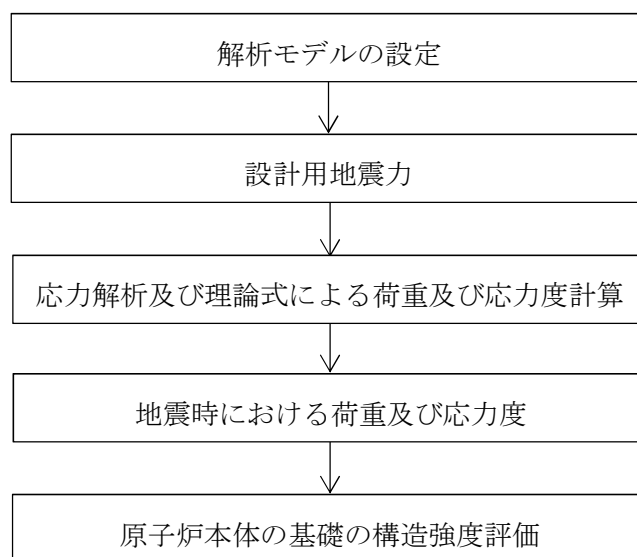 解析モデルの設定
設計用地震力
応力解析及び理論式による荷重及び応力度計算
地震時における荷重及び応力度
原子炉本体の基礎の構造強度評価